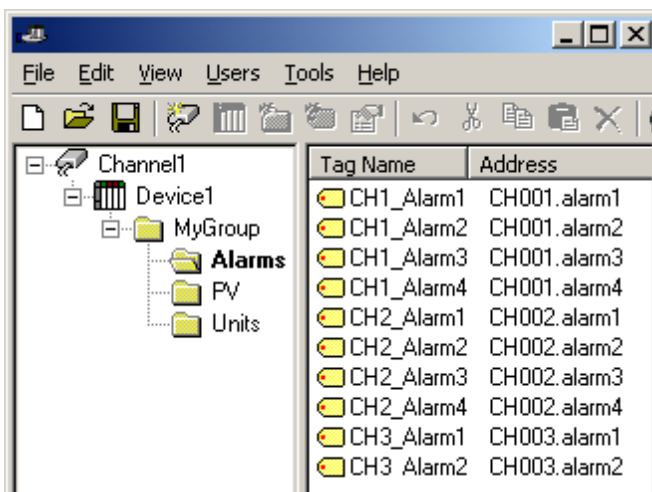 File Edit View Users Tools Help
Channel1
Device1
MyGroup
Alarms
PV
Units
Tag Name Address
CH1_Alarm1 CH001.alarm1
CH1_Alarm2 CH001.alarm2
CH1_Alarm3 CH001.alarm3
CH1_Alarm4 CH001.alarm4
CH2_Alarm1 CH002.alarm1
CH2_Alarm2 CH002.alarm2
CH2_Alarm3 CH002.alarm3
CH2_Alarm4 CH002.alarm4
CH3_Alarm1 CH003.alarm1
CH3 Alarm2 CH003.alarm2